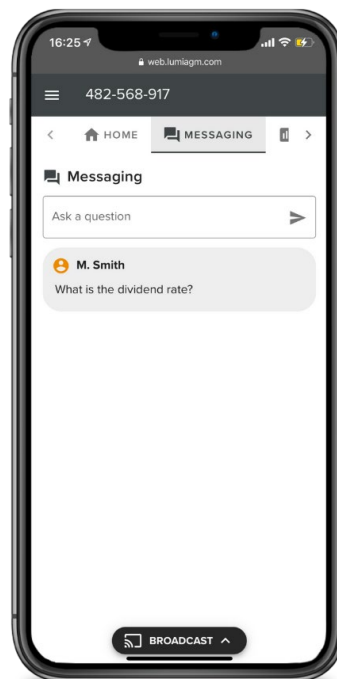 16:25
web.lumiagm.com
482-568-917
HOME MESSAGING
Messaging
Ask a question
M. Smith
What is the dividend rate?
BROADCAST